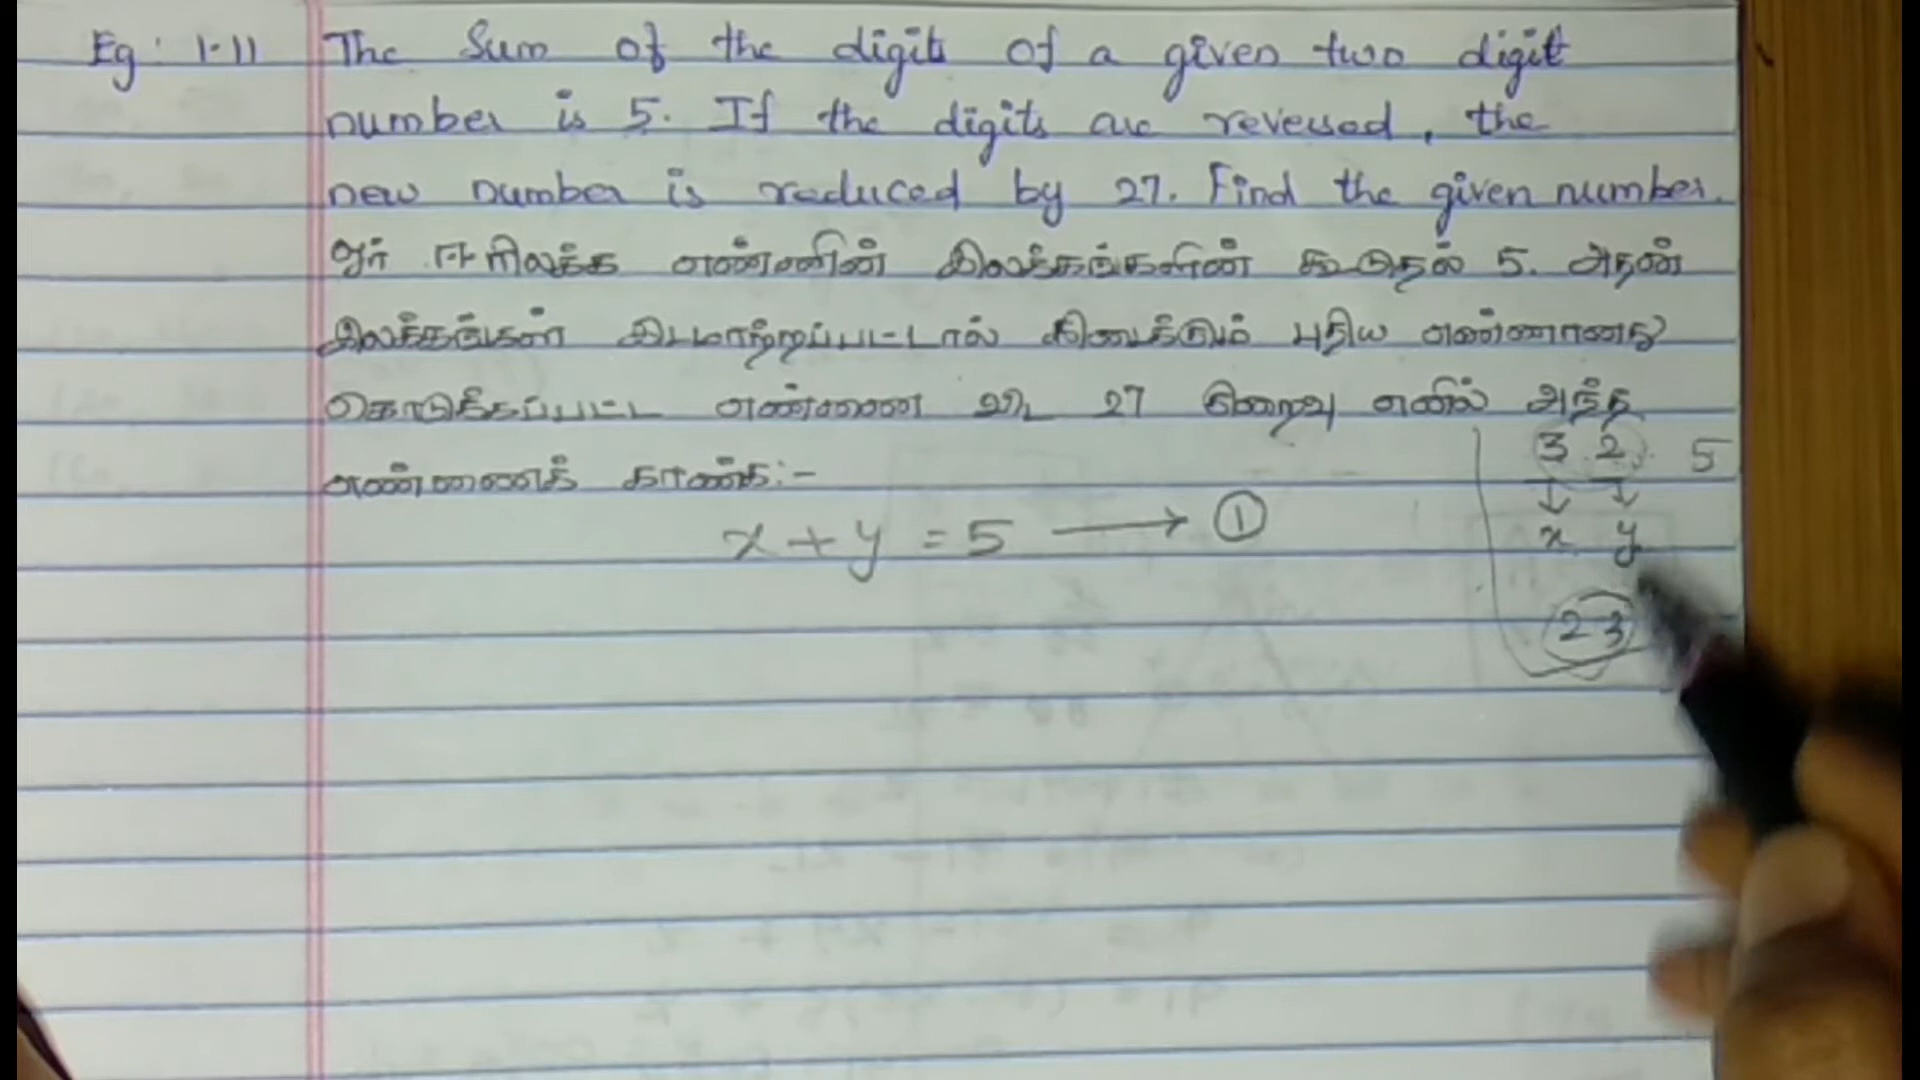 Eg : 1.11 The Sum of the digits of a given two digit
number is 5. If the digits are reversed, the
new number is reduced by 27. Find the given number.
ஓர் ஈரிலக்க எண்ணின் இலக்கங்களின் கூடுதல் 5. அதன்
இலக்கங்கள் இடமாற்றப்பட்டால் கிடைக்கும் புதிய எண்ணானது
கொடுக்கப்பட்ட எண்ணை விட 27 குறைவு எனில் அந்த
எண்ணைக் காண்க:-
3 2 5
↓ ↓
x + y = 5 → ①
x y
23